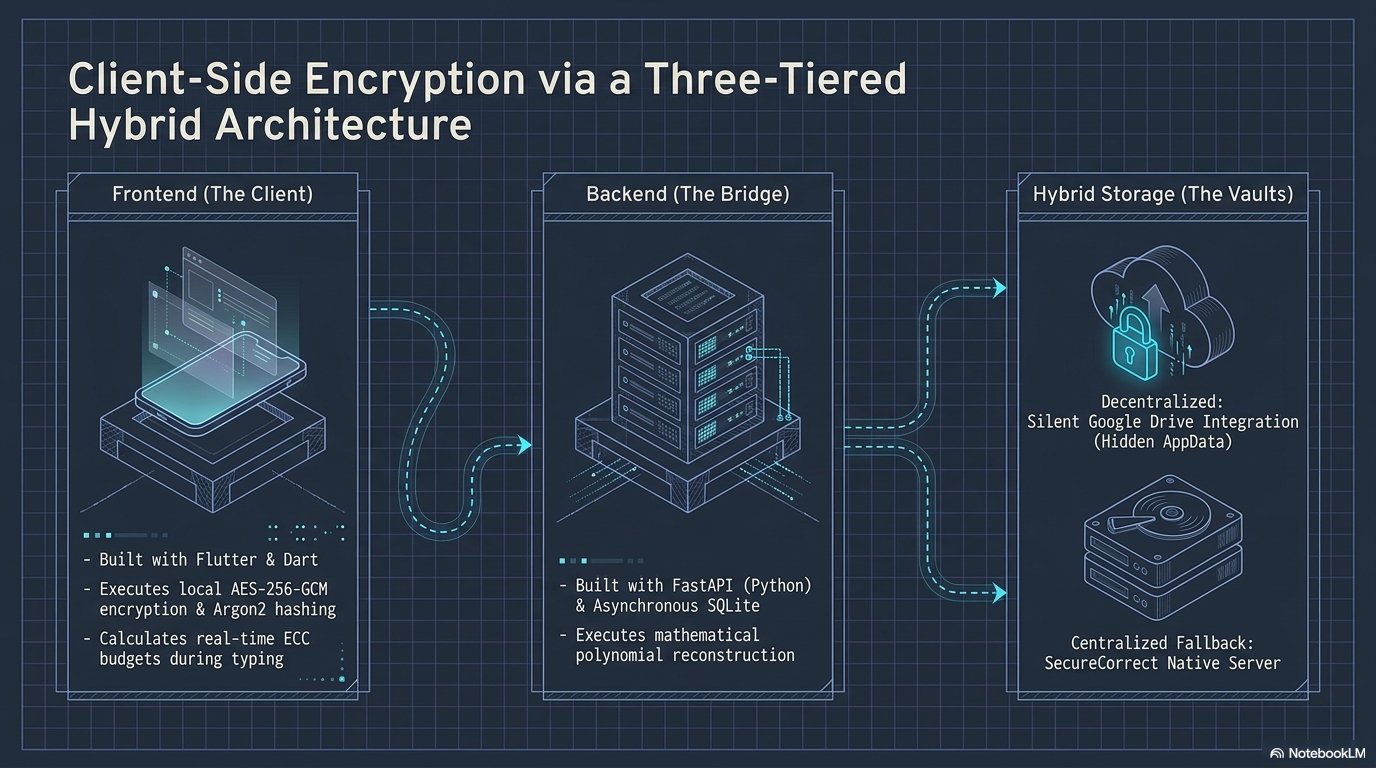 Client-Side Encryption via a Three-Tiered
Hybrid Architecture
Frontend (The Client)
- Built with Flutter & Dart
- Executes local AES-256-GCM
encryption & Argon2 hashing
- Calculates real-time ECC
budgets during typing
Backend (The Bridge)
- Built with FastAPI (Python)
& Asynchronous SQLite
- Executes mathematical
polynomial reconstruction
Hybrid Storage (The Vaults)
Decentralized:
Silent Google Drive Integration
(Hidden AppData)
Centralized Fallback:
SecureCorrect Native Server
NotebookLM